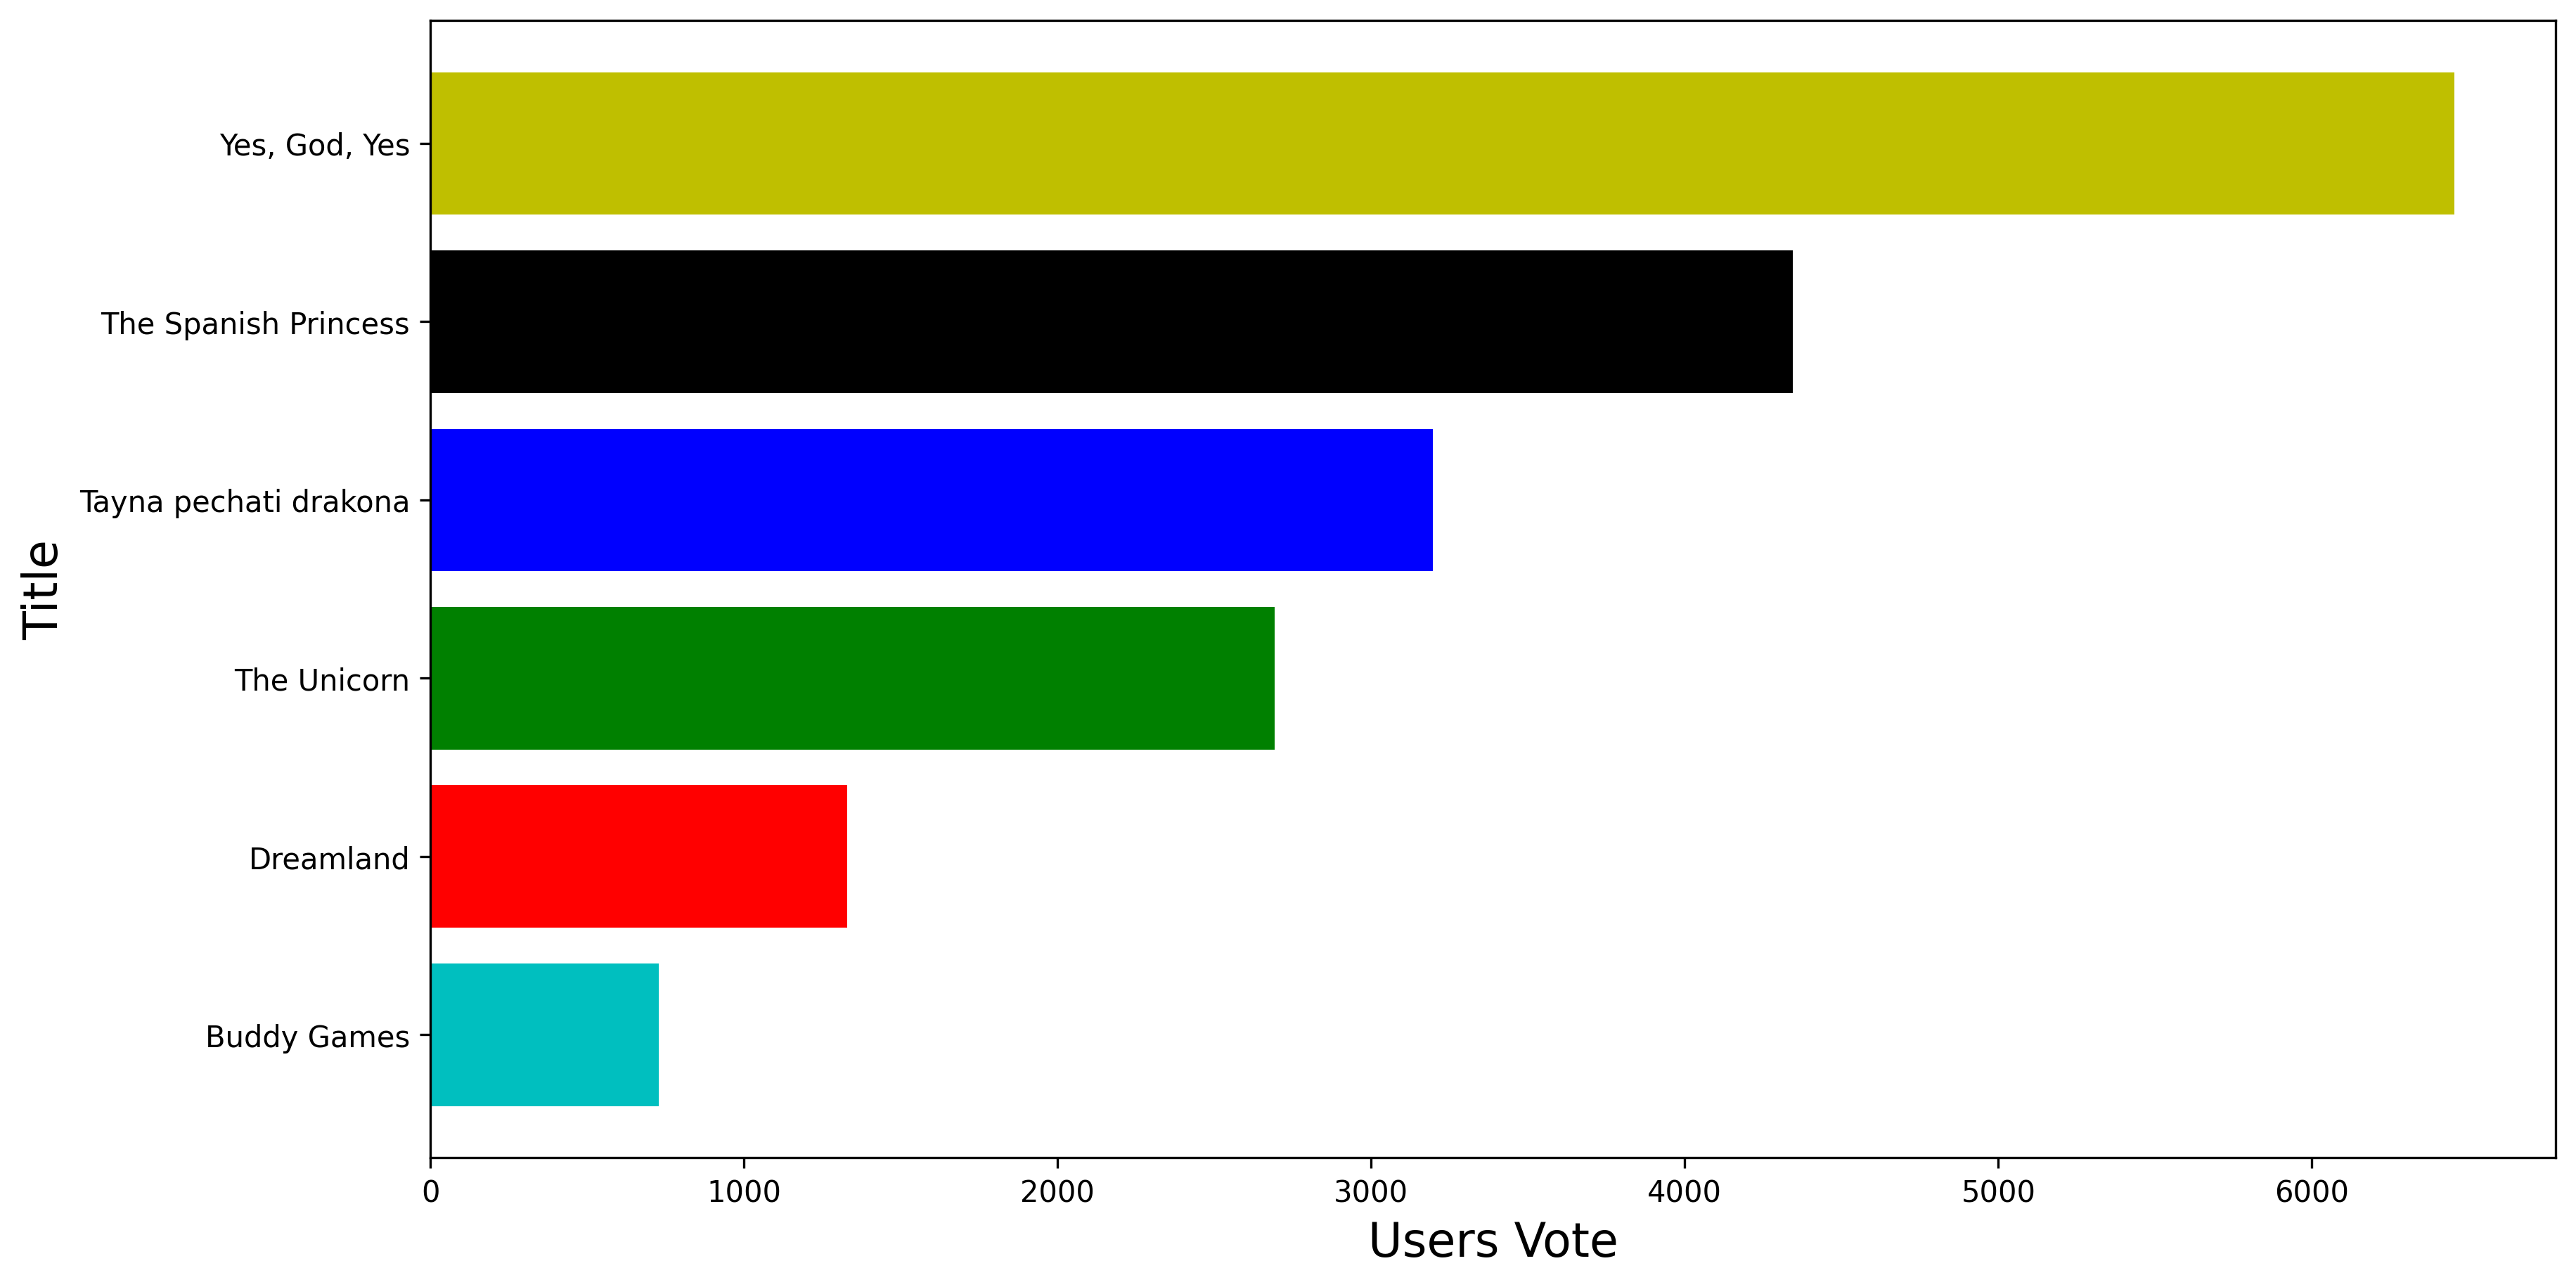 Yes, God, Yes
The Spanish Princess
Tayna pechati drakona
The Unicorn
Dreamland
Buddy Games
Title
0 1000 2000 3000 4000 5000 6000
Users Vote